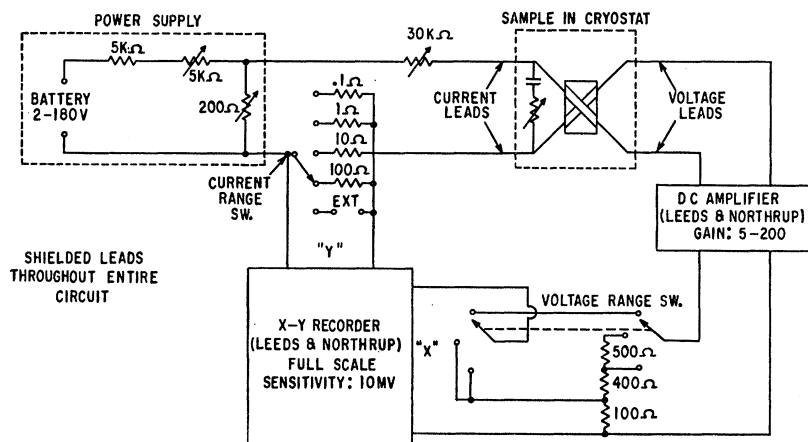 POWER SUPPLY
5KΩ
5KΩ
BATTERY
2-180V
200Ω
30KΩ
SAMPLE IN CRYOSTAT
CURRENT
LEADS
VOLTAGE
LEADS
.1Ω
1Ω
10Ω
100Ω
EXT
CURRENT
RANGE
SW.
"Y"
SHIELDED LEADS
THROUGHOUT ENTIRE
CIRCUIT
DC AMPLIFIER
(LEEDS & NORTHRUP)
GAIN: 5-200
X-Y RECORDER
(LEEDS & NORTHRUP)
FULL SCALE
SENSITIVITY: 10MV
"X"
VOLTAGE RANGE SW.
500Ω
400Ω
100Ω